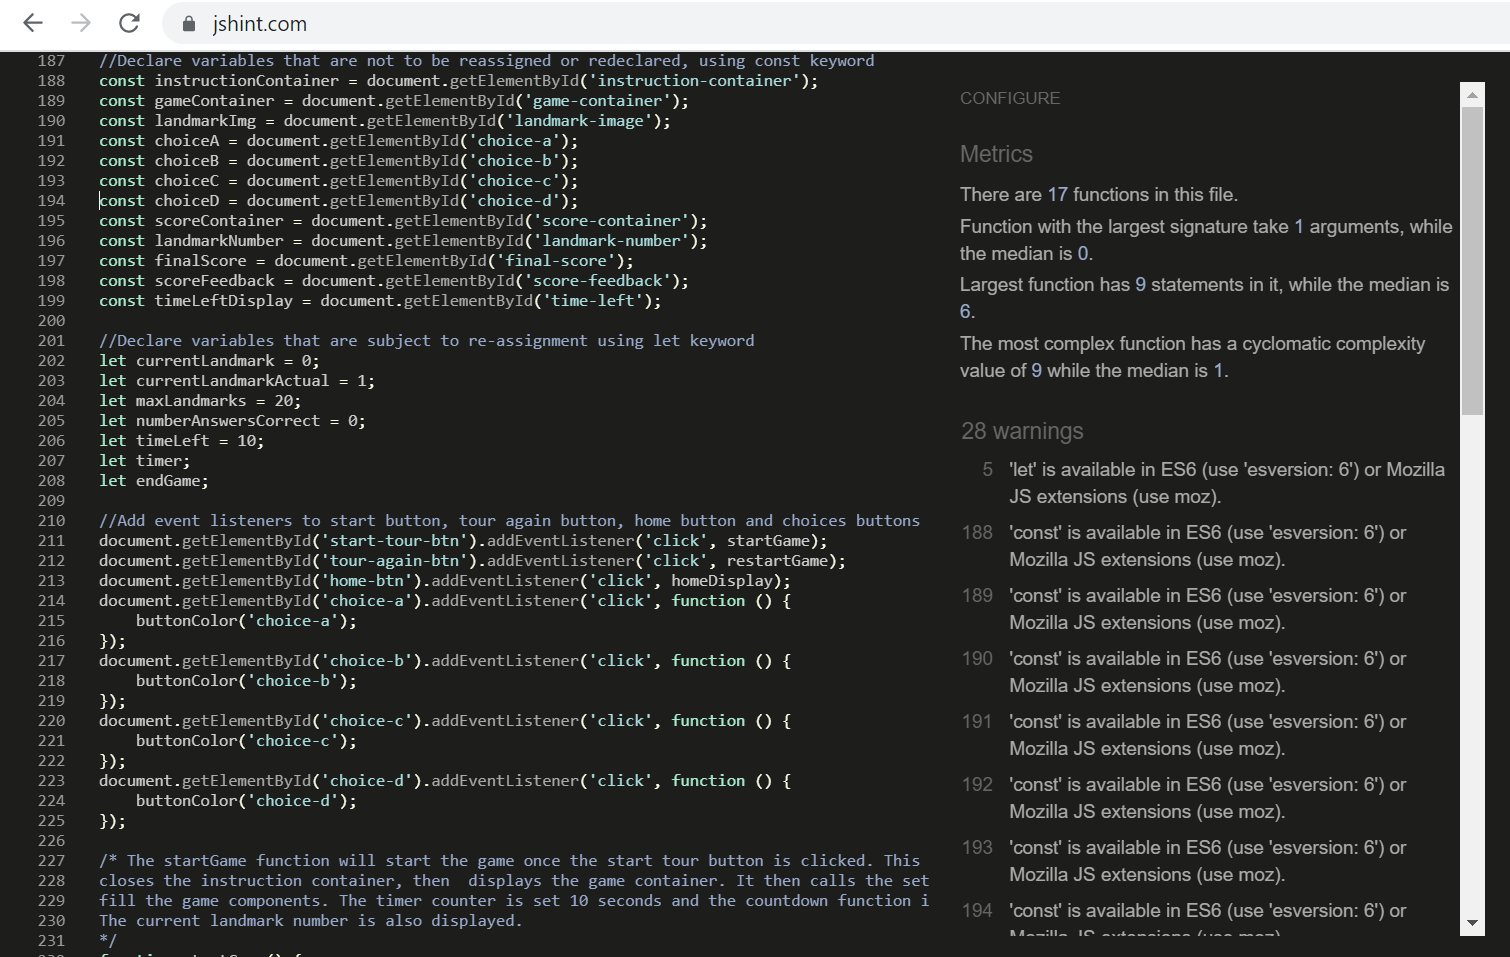 jshint.com
187 //Declare variables that are not to be reassigned or redeclared, using const keyword
188 const instructionContainer = document.getElementById('instruction-container');
189 const gameContainer = document.getElementById('game-container');
190 const landmarkImg = document.getElementById('landmark-image');
191 const choiceA = document.getElementById('choice-a');
192 const choiceB = document.getElementById('choice-b');
193 const choiceC = document.getElementById('choice-c');
194 const choiceD = document.getElementById('choice-d');
195 const scoreContainer = document.getElementById('score-container');
196 const landmarkNumber = document.getElementById('landmark-number');
197 const finalScore = document.getElementById('final-score');
198 const scoreFeedback = document.getElementById('score-feedback');
199 const timeLeftDisplay = document.getElementById('time-left');
200
201 //Declare variables that are subject to re-assignment using let keyword
202 let currentLandmark = 0;
203 let currentLandmarkActual = 1;
204 let maxLandmarks = 20;
205 let numberAnswersCorrect = 0;
206 let timeLeft = 10;
207 let timer;
208 let endGame;
209
210 //Add event listeners to start button, tour again button, home button and choices buttons
211 document.getElementById('start-tour-btn').addEventListener('click', startGame);
212 document.getElementById('tour-again-btn').addEventListener('click', restartGame);
213 document.getElementById('home-btn').addEventListener('click', homeDisplay);
214 document.getElementById('choice-a').addEventListener('click', function () {
215     buttonColor('choice-a');
216 });
217 document.getElementById('choice-b').addEventListener('click', function () {
218     buttonColor('choice-b');
219 });
220 document.getElementById('choice-c').addEventListener('click', function () {
221     buttonColor('choice-c');
222 });
223 document.getElementById('choice-d').addEventListener('click', function () {
224     buttonColor('choice-d');
225 });
226
227 /* The startGame function will start the game once the start tour button is clicked. This
228 closes the instruction container, then  displays the game container. It then calls the set
229 fill the game components. The timer counter is set 10 seconds and the countdown function i
230 The current landmark number is also displayed.
231 */
CONFIGURE
Metrics
There are 17 functions in this file.
Function with the largest signature take 1 arguments, while
the median is 0.
Largest function has 9 statements in it, while the median is
6.
The most complex function has a cyclomatic complexity
value of 9 while the median is 1.
28 warnings
5 'let' is available in ES6 (use 'esversion: 6') or Mozilla
JS extensions (use moz).
188 'const' is available in ES6 (use 'esversion: 6') or
Mozilla JS extensions (use moz).
189 'const' is available in ES6 (use 'esversion: 6') or
Mozilla JS extensions (use moz).
190 'const' is available in ES6 (use 'esversion: 6') or
Mozilla JS extensions (use moz).
191 'const' is available in ES6 (use 'esversion: 6') or
Mozilla JS extensions (use moz).
192 'const' is available in ES6 (use 'esversion: 6') or
Mozilla JS extensions (use moz).
193 'const' is available in ES6 (use 'esversion: 6') or
Mozilla JS extensions (use moz).
194 'const' is available in ES6 (use 'esversion: 6') or